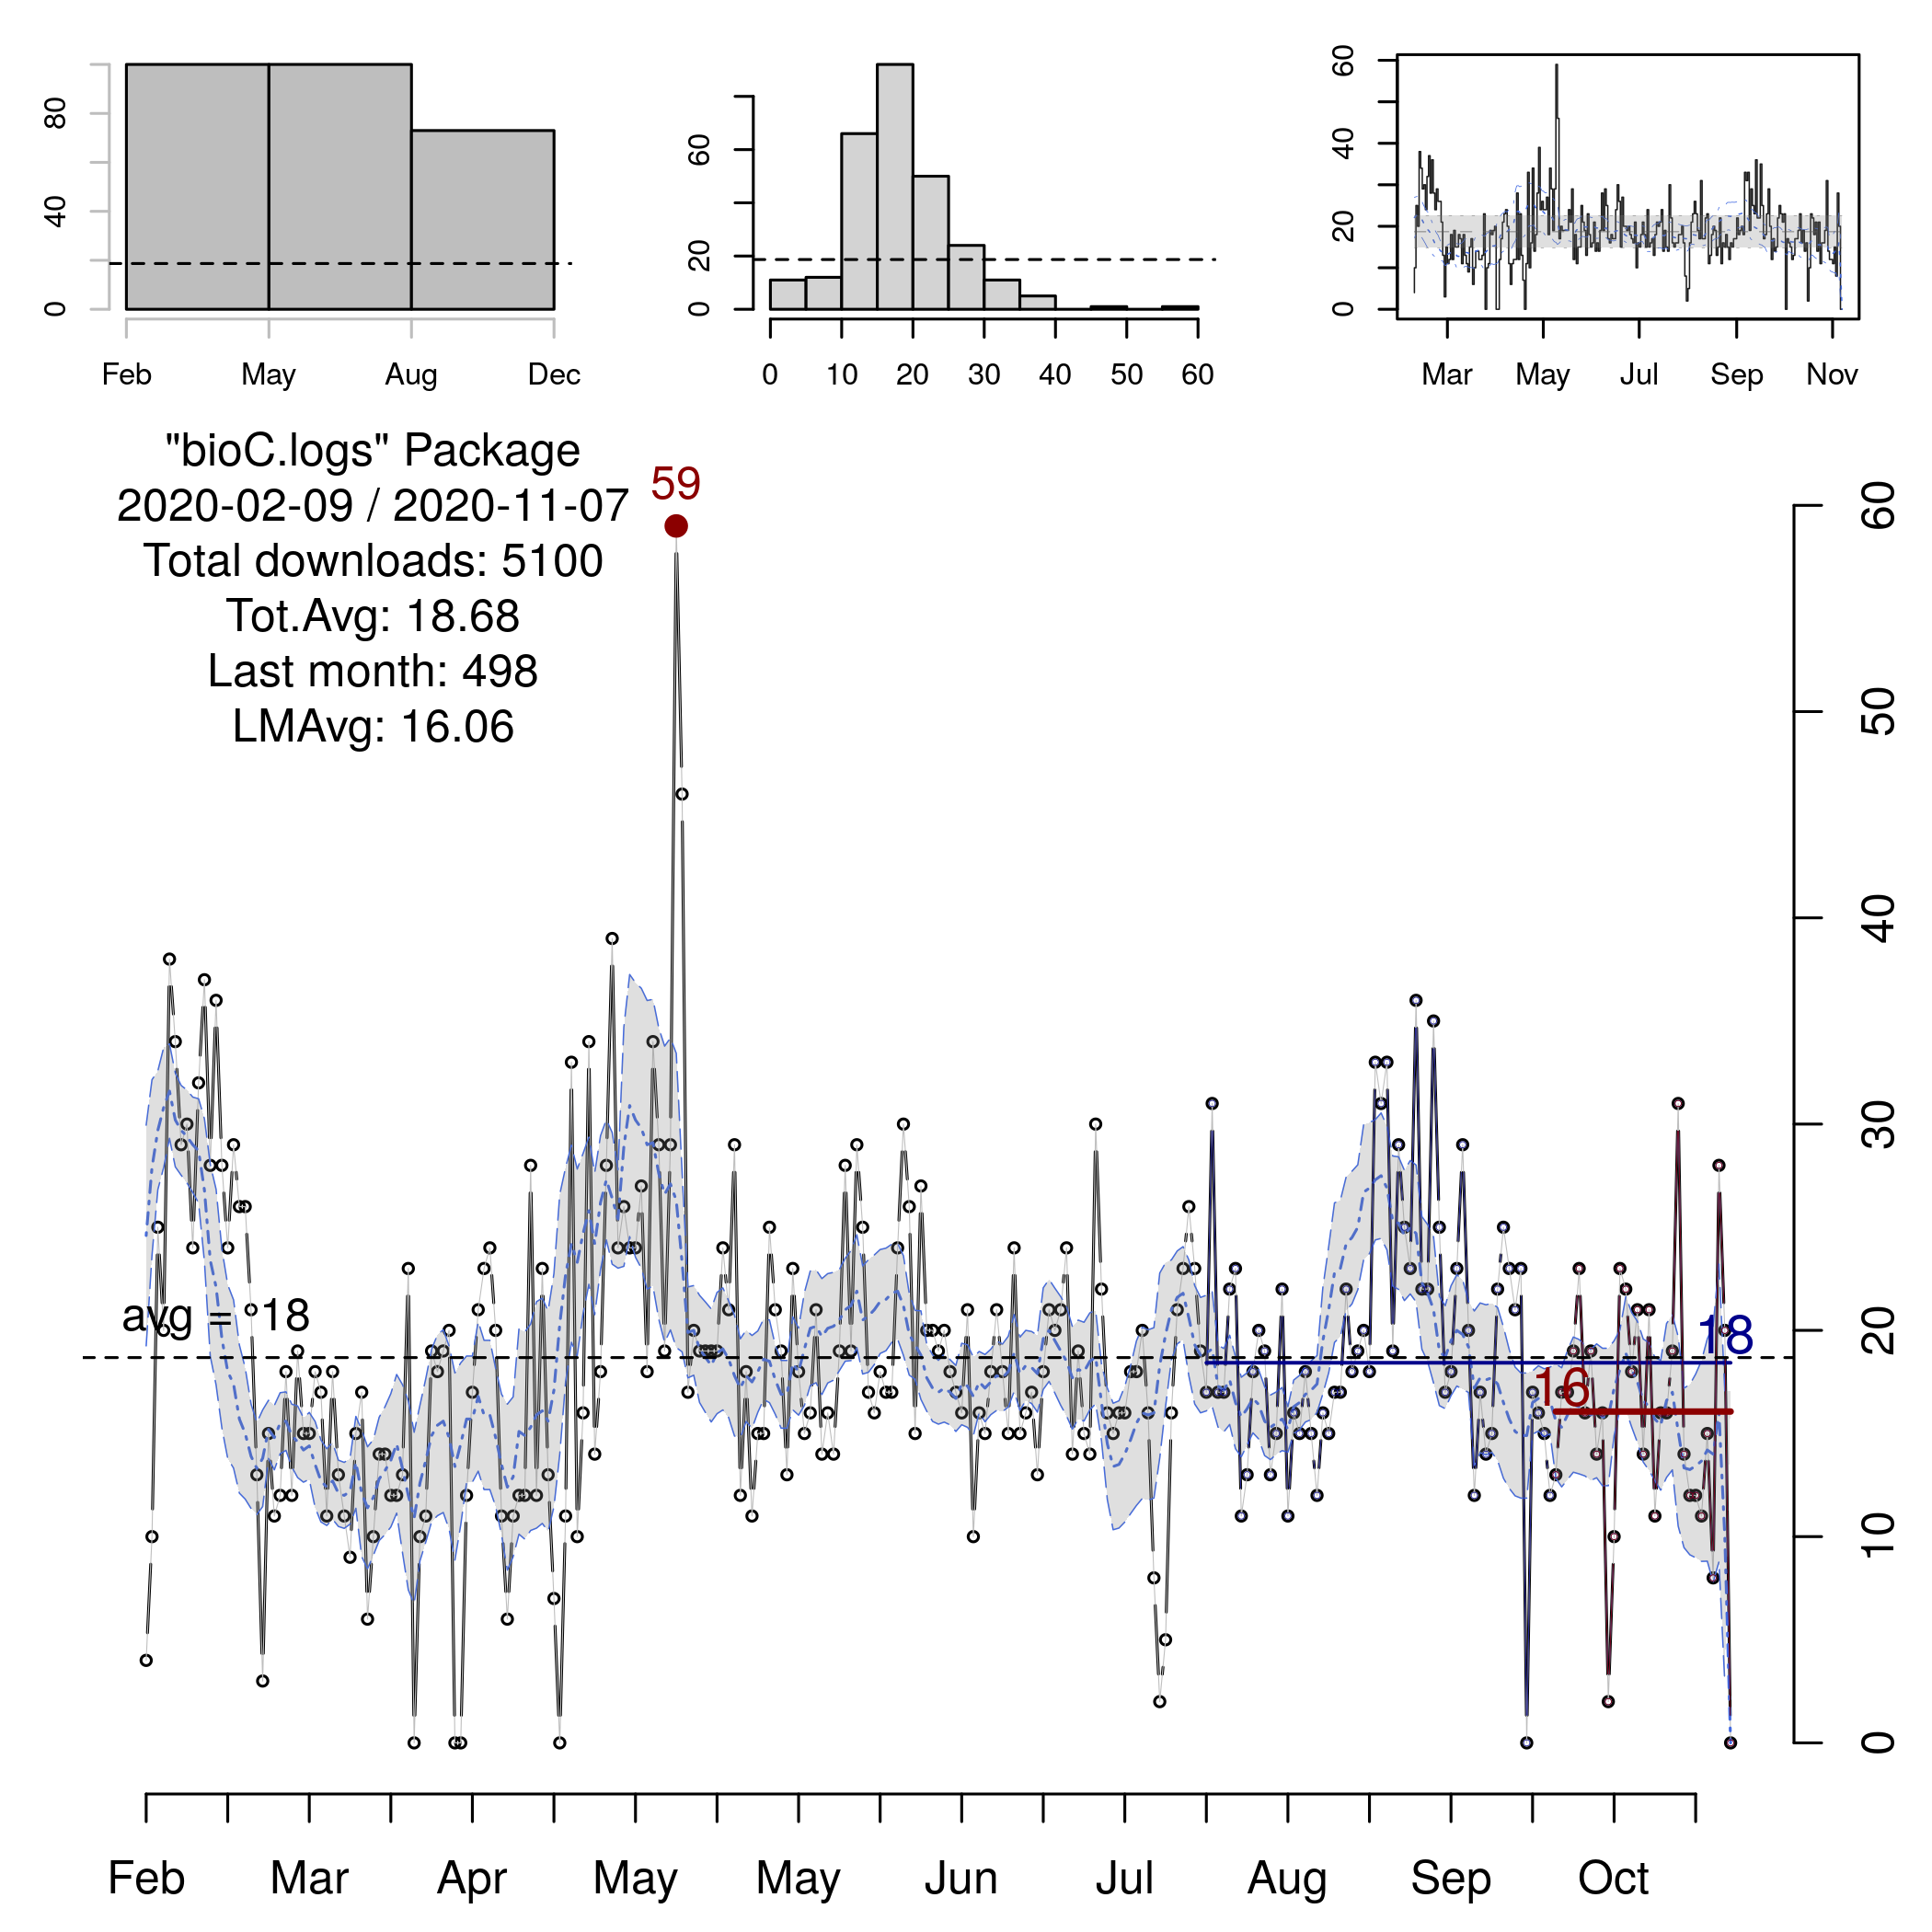 80
40
0
Feb May Aug Dec
60
20
0
0 10 20 30 40 50 60
60
40
20
0
Mar May Jul Sep Nov
"bioC.logs" Package
2020-02-09 / 2020-11-07
Total downloads: 5100
Tot.Avg: 18.68
Last month: 498
LMAvg: 16.06
59
avg = 18
18
16
60
50
40
30
20
10
0
Feb Mar Apr May May Jun Jul Aug Sep Oct